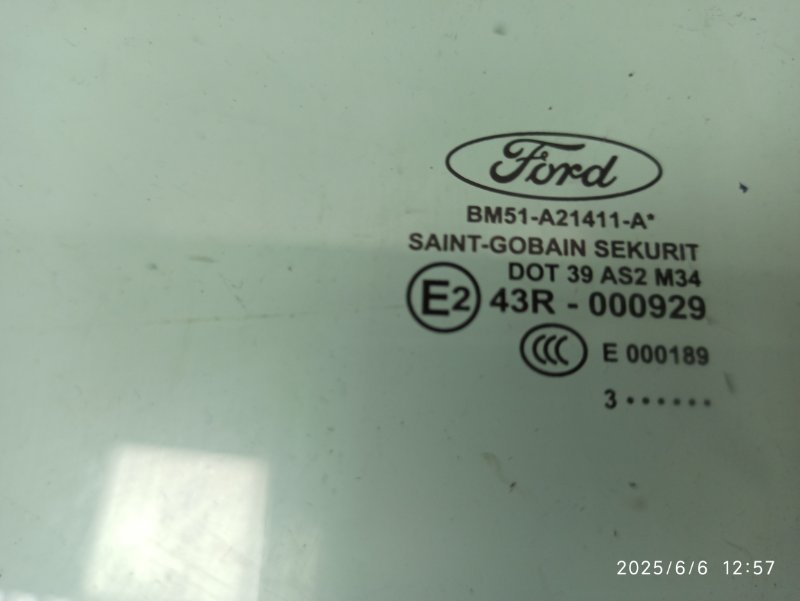 Ford
BM51-A21411-A*
SAINT-GOBAIN SEKURIT
DOT 39 AS2 M34
E2 43R - 000929
CCC E 000189
3 ••••••
2025/6/6 12:57